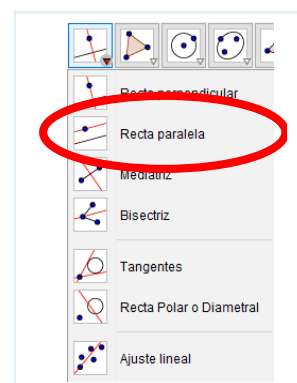 Recta perpendicular
Recta paralela
Mediatriz
Bisectriz
Tangentes
Recta Polar o Diametral
Ajuste lineal